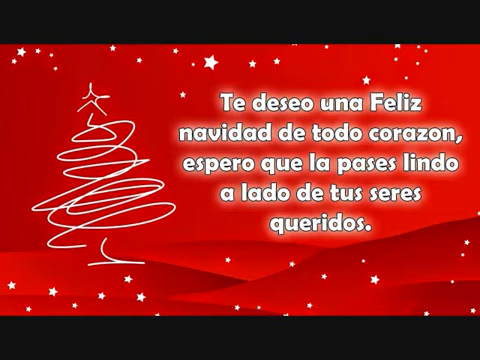 Te deseo una Feliz
navidad de todo corazon,
espero que la pases lindo
a lado de tus seres
queridos.